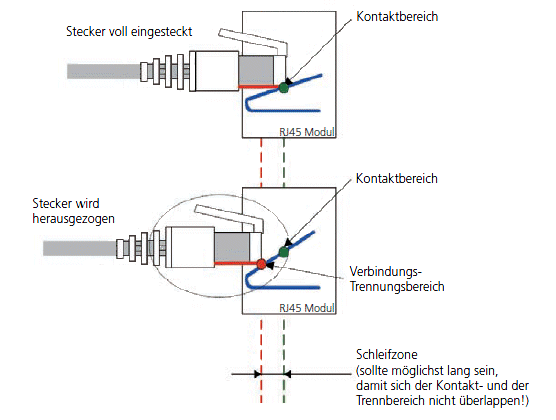 Stecker voll eingesteckt
Kontaktbereich
RJ45 Modul
Stecker wird
herausgezogen
Kontaktbereich
Verbindungs-
Trennungsbereich
RJ45 Modul
Schleifzone
(sollte möglichst lang sein,
damit sich der Kontakt- und der
Trennbereich nicht überlappen!)